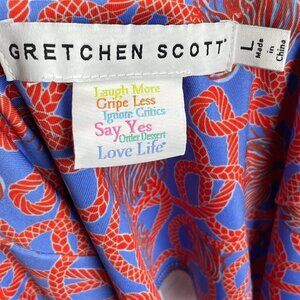 GRETCHEN SCOTT®
L
Made
in
China
Laugh More
Gripe Less
Ignore Critics
Say Yes
Order Dessert
Love Life®